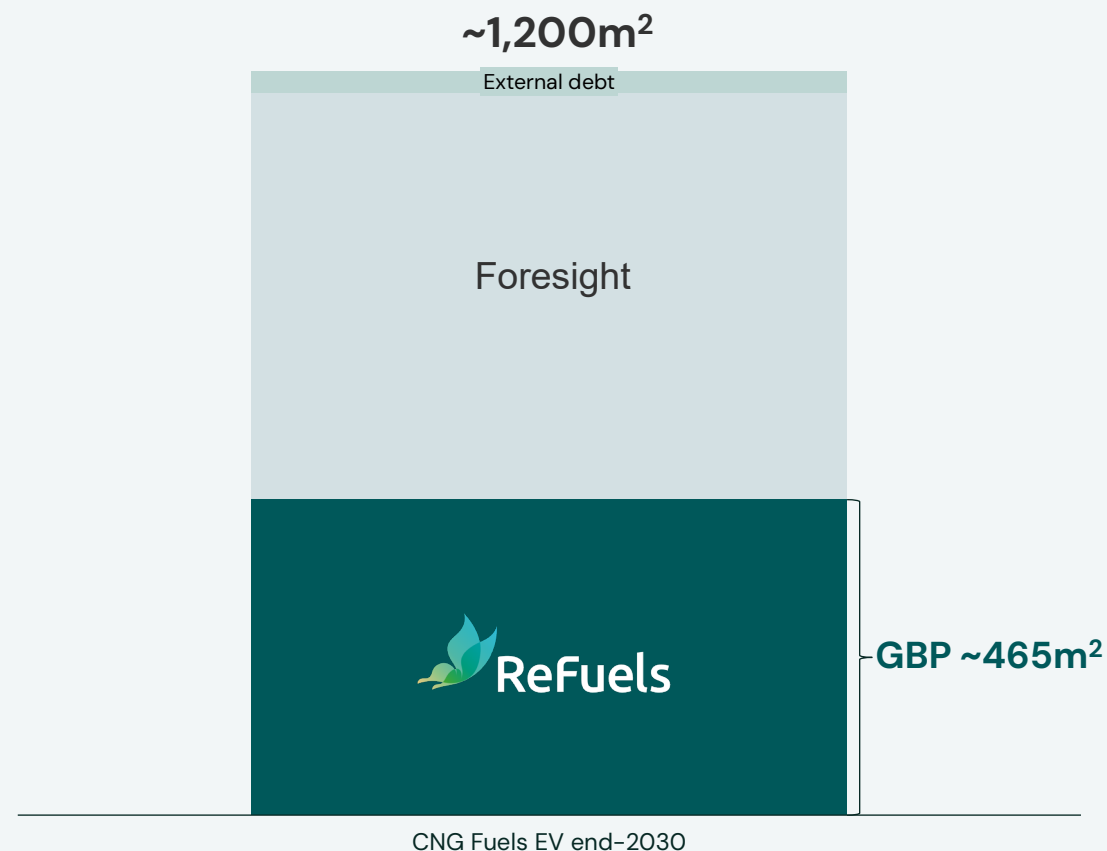 ~1,200m²
External debt
Foresight
ReFuels
GBP ~465m²
CNG Fuels EV end-2030